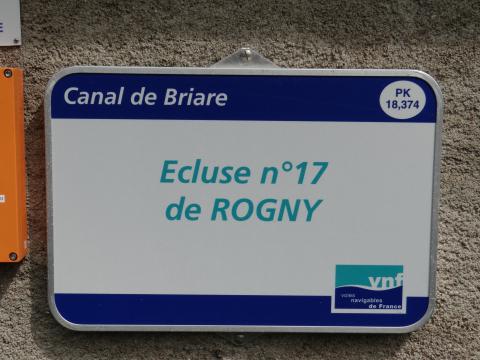 Canal de Briare
PK
18,374
Ecluse n°17
de ROGNY
vnf
voies
navigables
de France